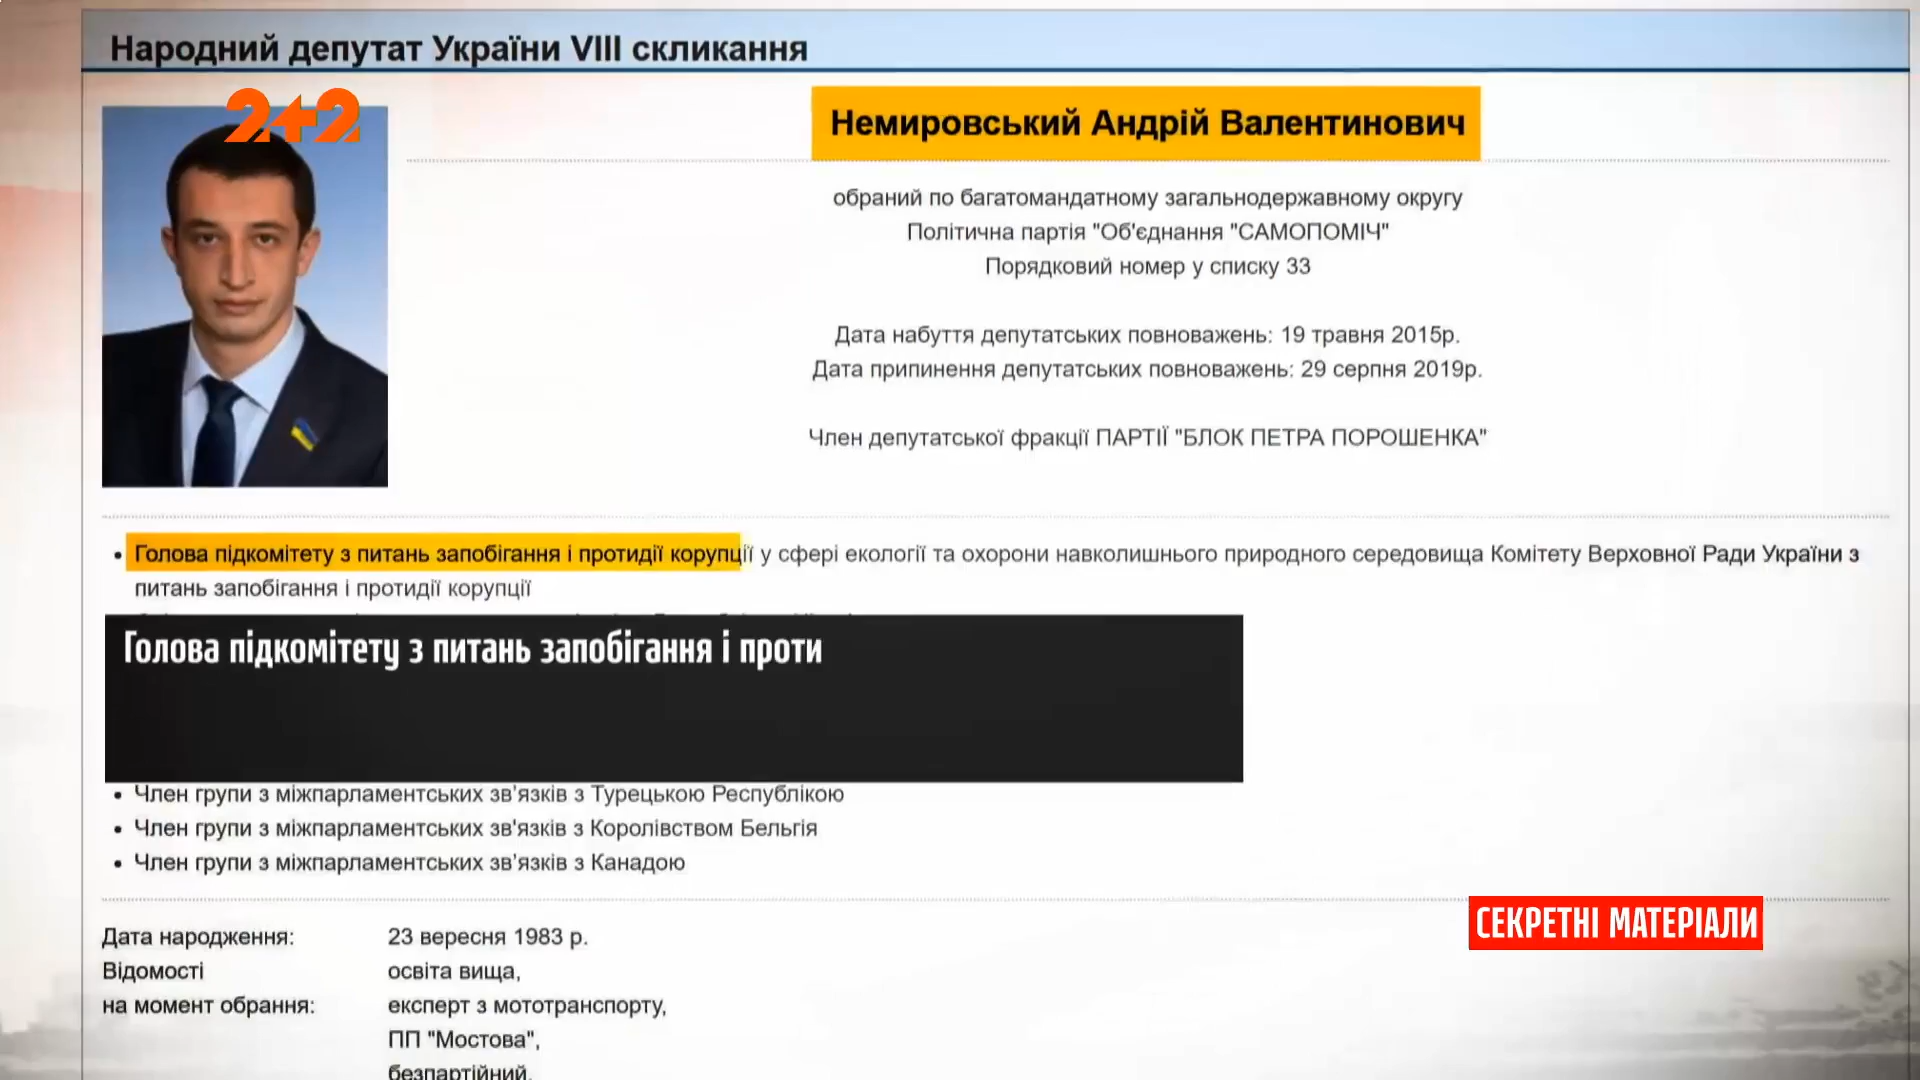 Народний депутат України VIII скликання
2+2
Немировський Андрій Валентинович
обраний по багатомандатному загальнодержавному округу
Політична партія "Об'єднання "САМОПОМІЧ"
Порядковий номер у списку 33
Дата набуття депутатських повноважень: 19 травня 2015р.
Дата припинення депутатських повноважень: 29 серпня 2019р.
Член депутатської фракції ПАРТІЇ "БЛОК ПЕТРА ПОРОШЕНКА"
Голова підкомітету з питань запобігання і протидії корупції у сфері екології та охорони навколишнього природного середовища Комітету Верховної Ради України з
питань запобігання і протидії корупції
Голова підкомітету з питань запобігання і проти
Член групи з міжпарламентських зв'язків з Турецькою Республікою
Член групи з міжпарламентських зв'язків з Королівством Бельгія
Член групи з міжпарламентських зв'язків з Канадою
СЕКРЕТНІ МАТЕРІАЛИ
Дата народження: 23 вересня 1983 р.
Відомості освіта вища,
на момент обрання: експерт з мототранспорту,
ПП "Мостова",
безпартійний,